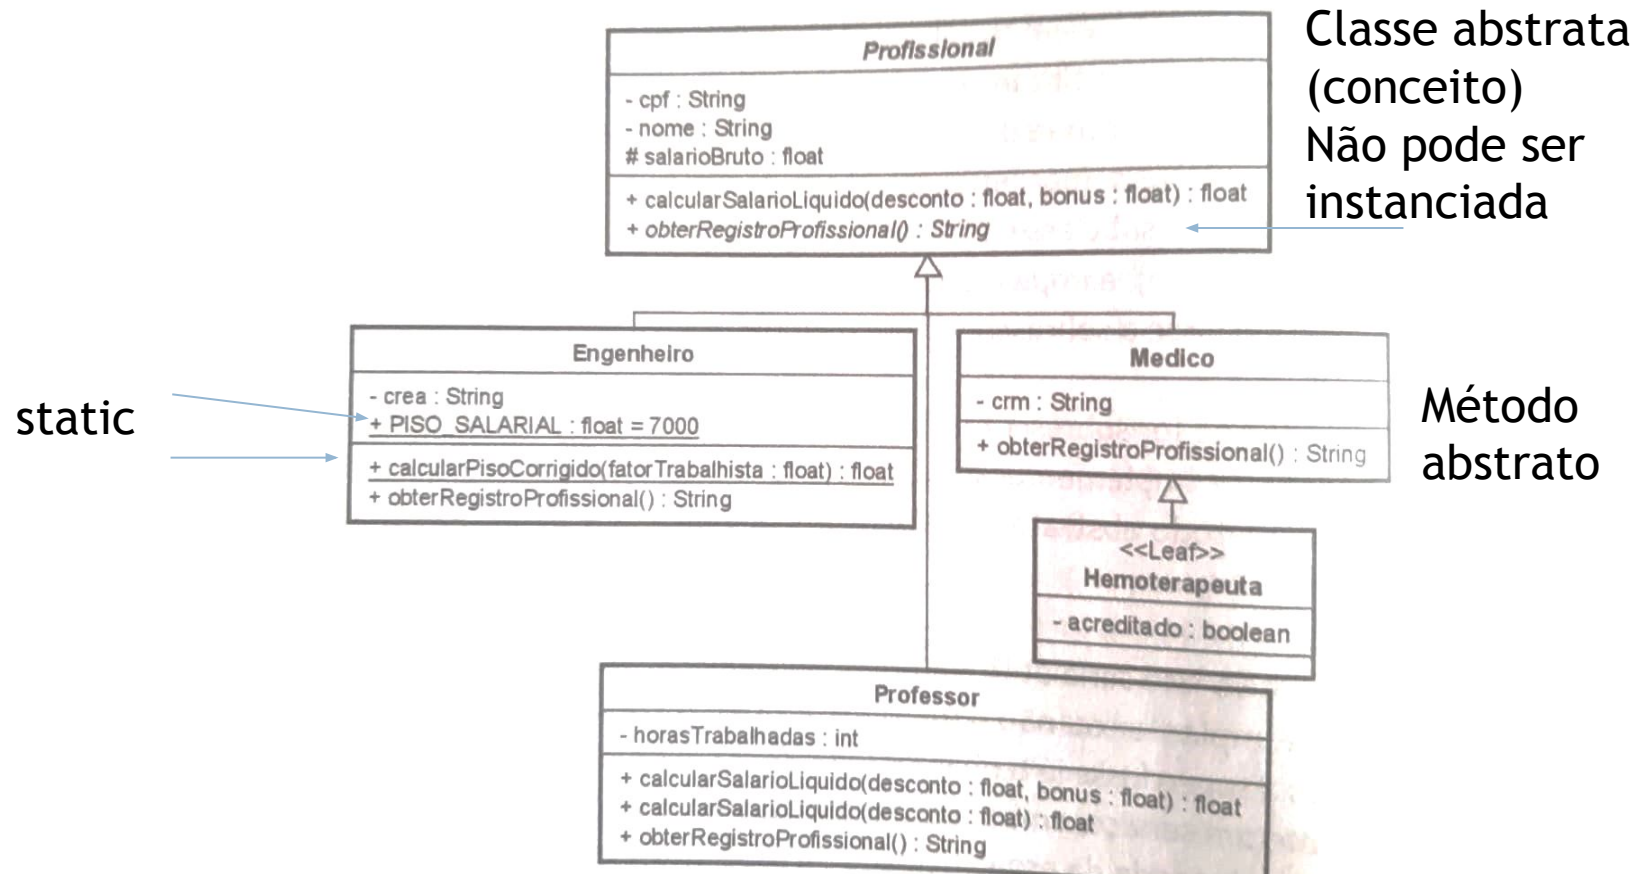 Profissional
- cpf : String
- nome : String
# salarioBruto : float
+ calcularSalarioLiquido(desconto : float, bonus : float) : float
+ obterRegistroProfissional() : String
Classe abstrata
(conceito)
Não pode ser
instanciada
static
Engenheiro
- crea : String
+ PISO_SALARIAL : float = 7000
+ calcularPisoCorrigido(fatorTrabalhista : float) : float
+ obterRegistroProfissional() : String
Medico
- crm : String
+ obterRegistroProfissional() : String
Método
abstrato
<<Leaf>>
Hemoterapeuta
- acreditado : boolean
Professor
- horasTrabalhadas : int
+ calcularSalarioLiquido(desconto : float, bonus : float) : float
+ calcularSalarioLiquido(desconto : float) : float
+ obterRegistroProfissional() : String